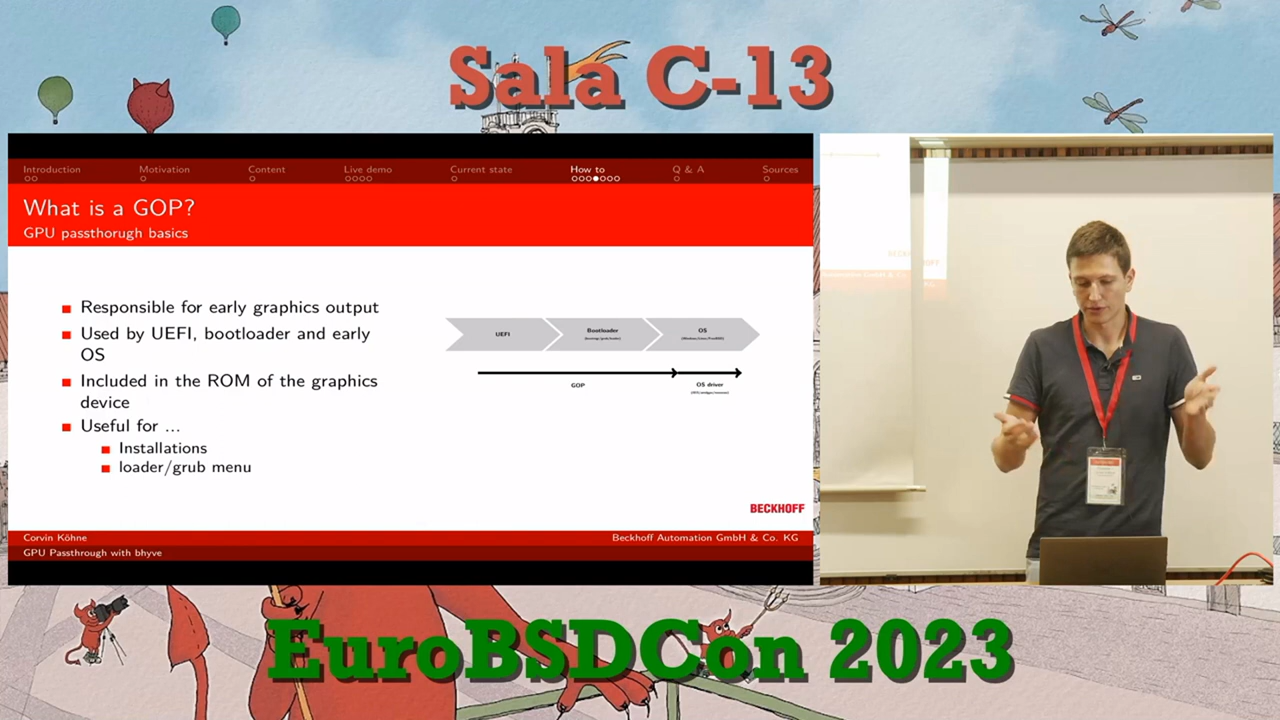 Sala C-13
Introduction Motivation Content Live demo Current state How to Q & A Sources
What is a GOP?
GPU passthorugh basics
Responsible for early graphics output
Used by UEFI, bootloader and early
OS
Included in the ROM of the graphics
device
Useful for ...
Installations
loader/grub menu
UEFI
Bootloader
OS
GOP
OS driver
BECKHOFF
Corvin Köhne
Beckhoff Automation GmbH & Co. KG
GPU Passthrough with bhyve
EuroBSDCon 2023